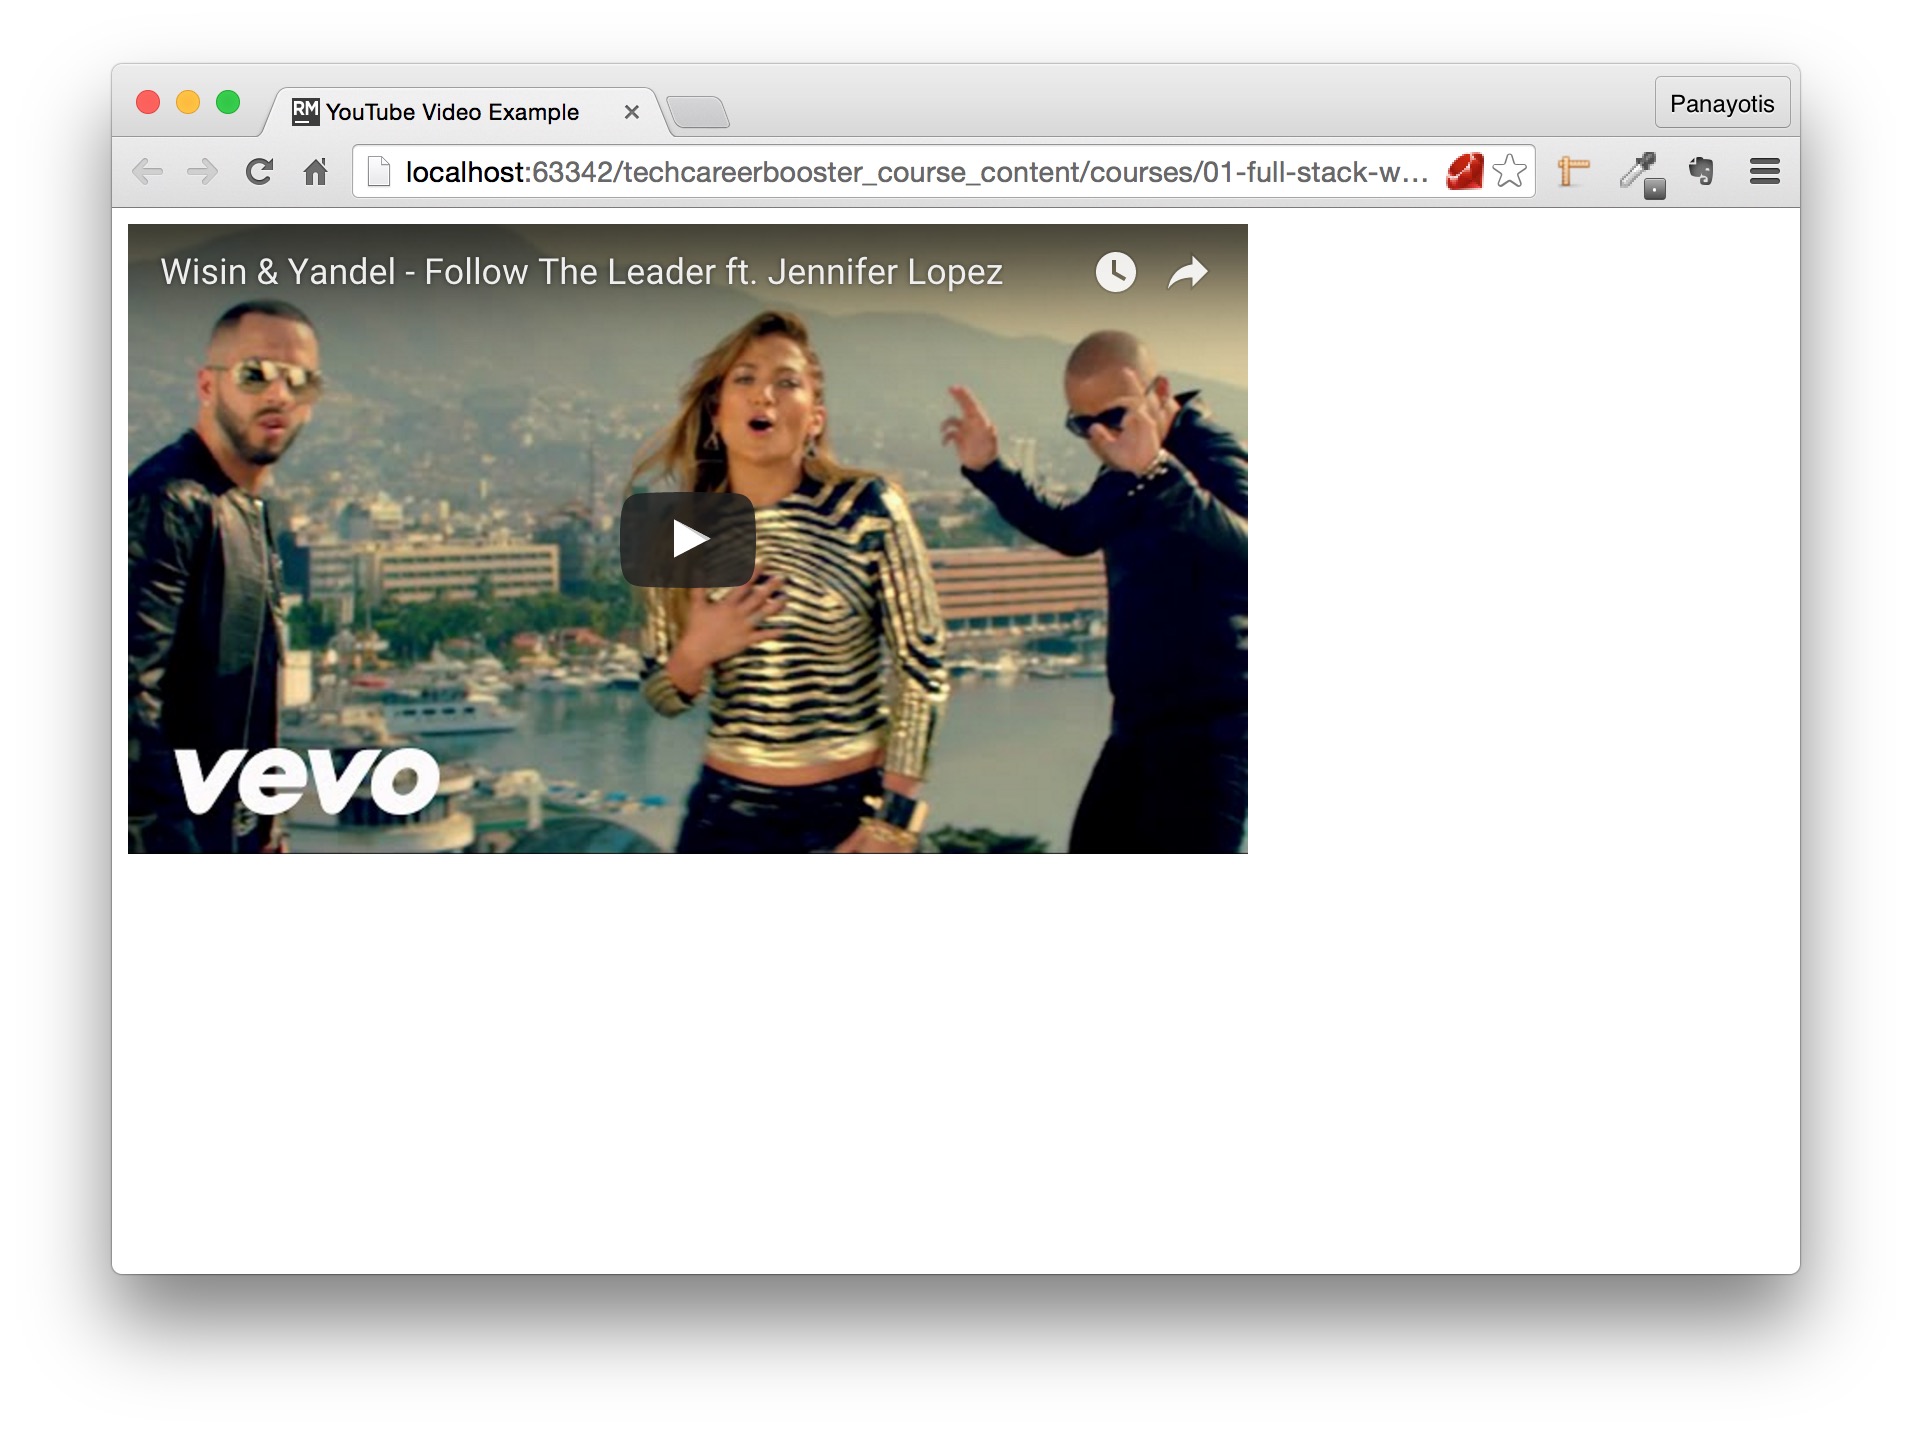 RM YouTube Video Example
Panayotis
localhost:63342/techcareerbooster_course_content/courses/01-full-stack-w...
Wisin & Yandel - Follow The Leader ft. Jennifer Lopez
vevo